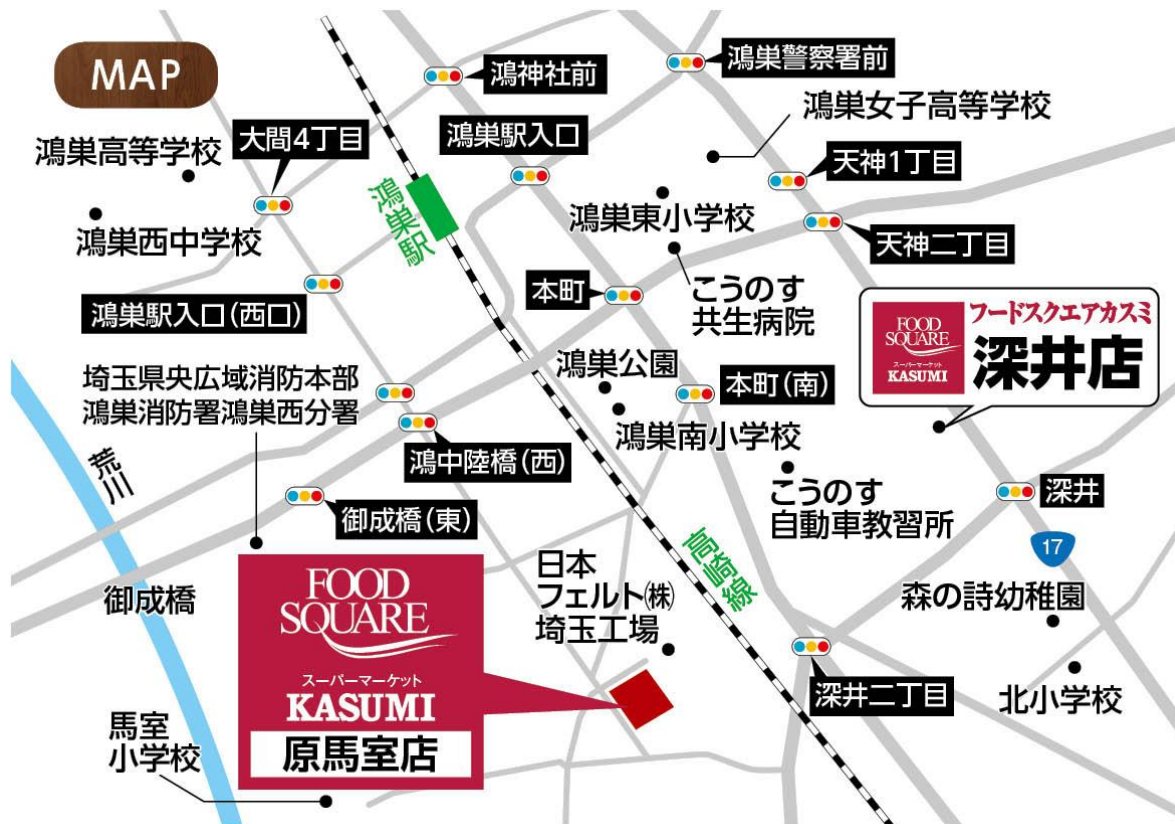 MAP
鴻神社前
鴻巣警察署前
鴻巣女子高等学校
鴻巣高等学校
大間4丁目
鴻巣駅入口
天神1丁目
鴻巣駅
鴻巣東小学校
鴻巣西中学校
天神二丁目
本町
こうのす
共生病院
鴻巣駅入口(西口)
FOOD
SQUARE
スーパーマーケット
KASUMI
フードスクエアカスミ
深井店
埼玉県央広域消防本部
鴻巣消防署鴻巣西分署
鴻巣公園
本町(南)
鴻巣南小学校
鴻中陸橋(西)
荒川
御成橋(東)
こうのす
自動車教習所
深井
17
高崎線
日本
フェルト㈱
埼玉工場
御成橋
森の詩幼稚園
FOOD
SQUARE
スーパーマーケット
KASUMI
原馬室店
深井二丁目
北小学校
馬室
小学校